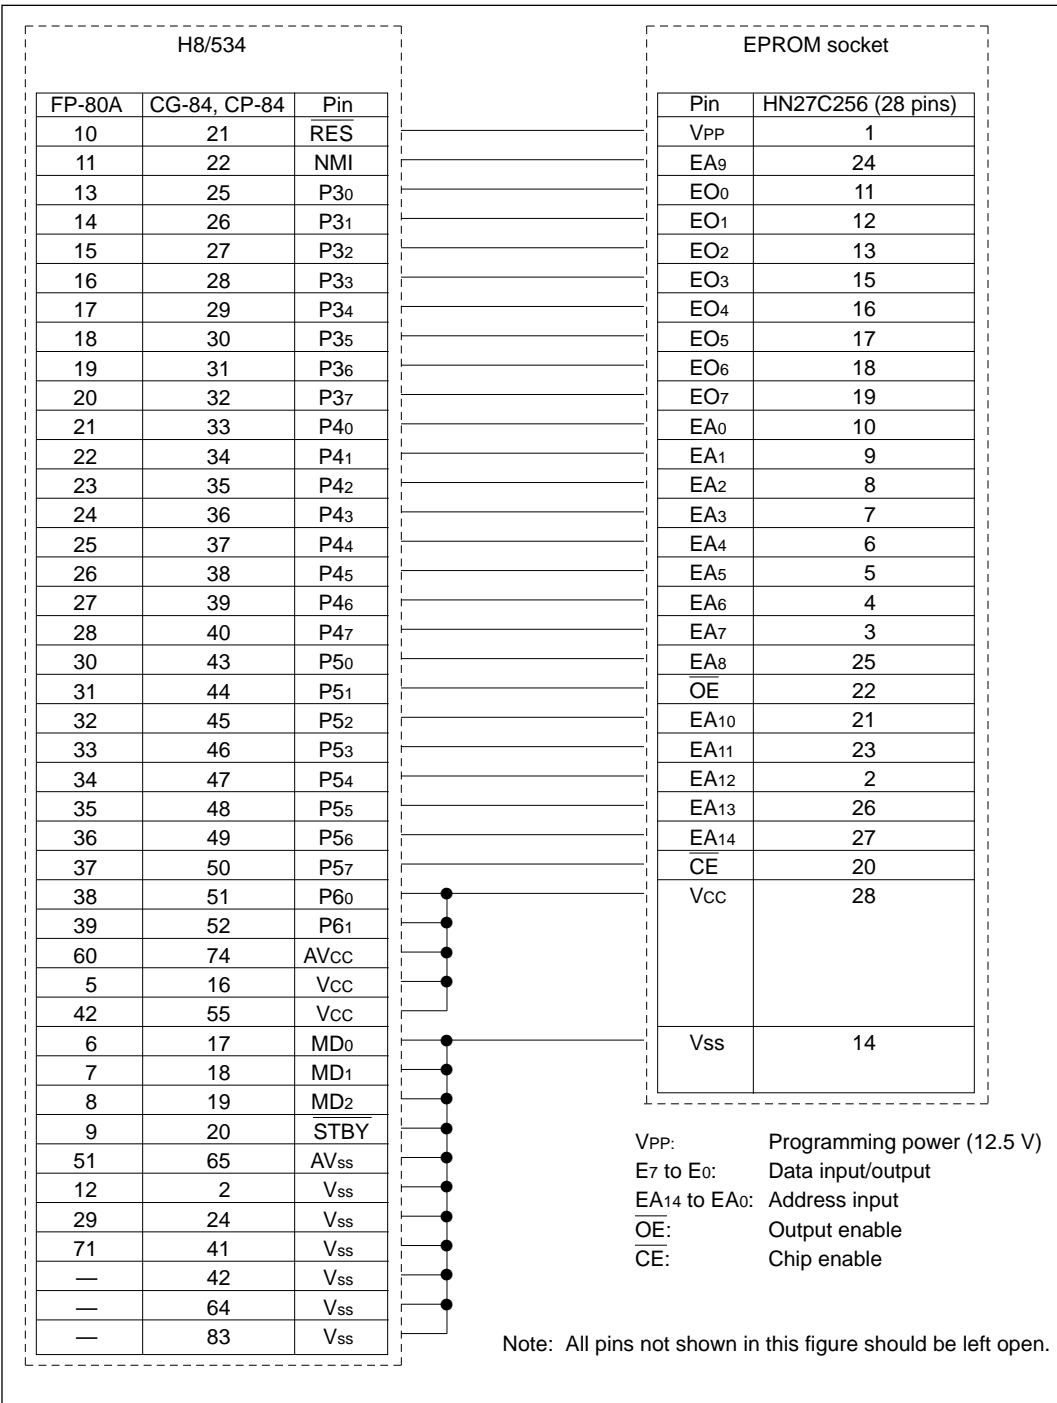 H8/534
FP-80A CG-84, CP-84 Pin
10 21 R̅E̅S̅
11 22 NMI
13 25 P3₀
14 26 P3₁
15 27 P3₂
16 28 P3₃
17 29 P3₄
18 30 P3₅
19 31 P3₆
20 32 P3₇
21 33 P4₀
22 34 P4₁
23 35 P4₂
24 36 P4₃
25 37 P4₄
26 38 P4₅
27 39 P4₆
28 40 P4₇
30 43 P5₀
31 44 P5₁
32 45 P5₂
33 46 P5₃
34 47 P5₄
35 48 P5₅
36 49 P5₆
37 50 P5₇
38 51 P6₀
39 52 P6₁
60 74 AVCC
5 16 VCC
42 55 VCC
6 17 MD₀
7 18 MD₁
8 19 MD₂
9 20 S̅T̅B̅Y̅
51 65 AVss
12 2 Vss
29 24 Vss
71 41 Vss
— 42 Vss
— 64 Vss
— 83 Vss
EPROM socket
Pin HN27C256 (28 pins)
VPP 1
EA₉ 24
EO₀ 11
EO₁ 12
EO₂ 13
EO₃ 15
EO₄ 16
EO₅ 17
EO₆ 18
EO₇ 19
EA₀ 10
EA₁ 9
EA₂ 8
EA₃ 7
EA₄ 6
EA₅ 5
EA₆ 4
EA₇ 3
EA₈ 25
O̅E̅ 22
EA₁₀ 21
EA₁₁ 23
EA₁₂ 2
EA₁₃ 26
EA₁₄ 27
C̅E̅ 20
VCC 28
Vss 14
VPP: Programming power (12.5 V)
E₇ to E₀: Data input/output
EA₁₄ to EA₀: Address input
O̅E̅: Output enable
C̅E̅: Chip enable
Note: All pins not shown in this figure should be left open.